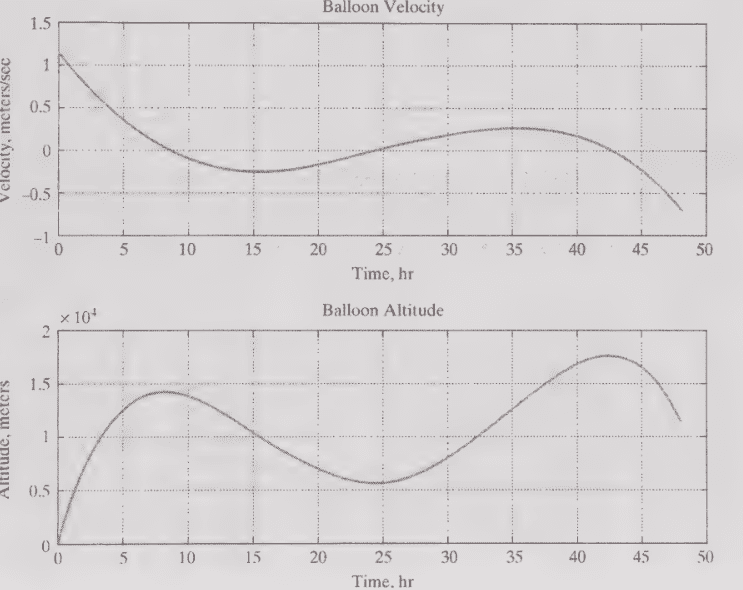 Balloon Velocity
1.5
1
0.5
0
-0.5
-1
Velocity, meters/sec
0 5 10 15 20 25 30 35 40 45 50
Time, hr
Balloon Altitude
× 10⁴
2
1.5
1
0.5
0
Altitude, meters
0 5 10 15 20 25 30 35 40 45 50
Time, hr